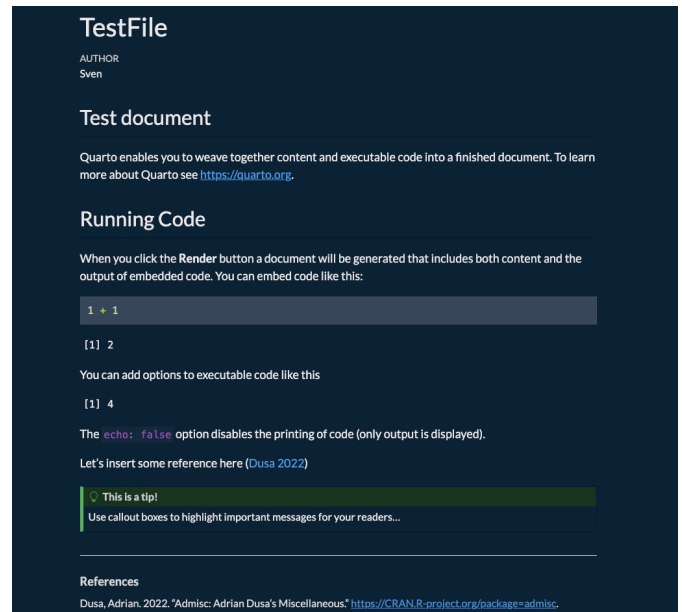 TestFile
AUTHOR
Sven
Test document
Quarto enables you to weave together content and executable code into a finished document. To learn
more about Quarto see https://quarto.org.
Running Code
When you click the Render button a document will be generated that includes both content and the
output of embedded code. You can embed code like this:
1 + 1
[1] 2
You can add options to executable code like this
[1] 4
The echo: false option disables the printing of code (only output is displayed).
Let's insert some reference here (Dusa 2022)
This is a tip!
Use callout boxes to highlight important messages for your readers...
References
Dusa, Adrian. 2022. “Admisc: Adrian Dusa’s Miscellaneous.” https://CRAN.R-project.org/package=admisc.